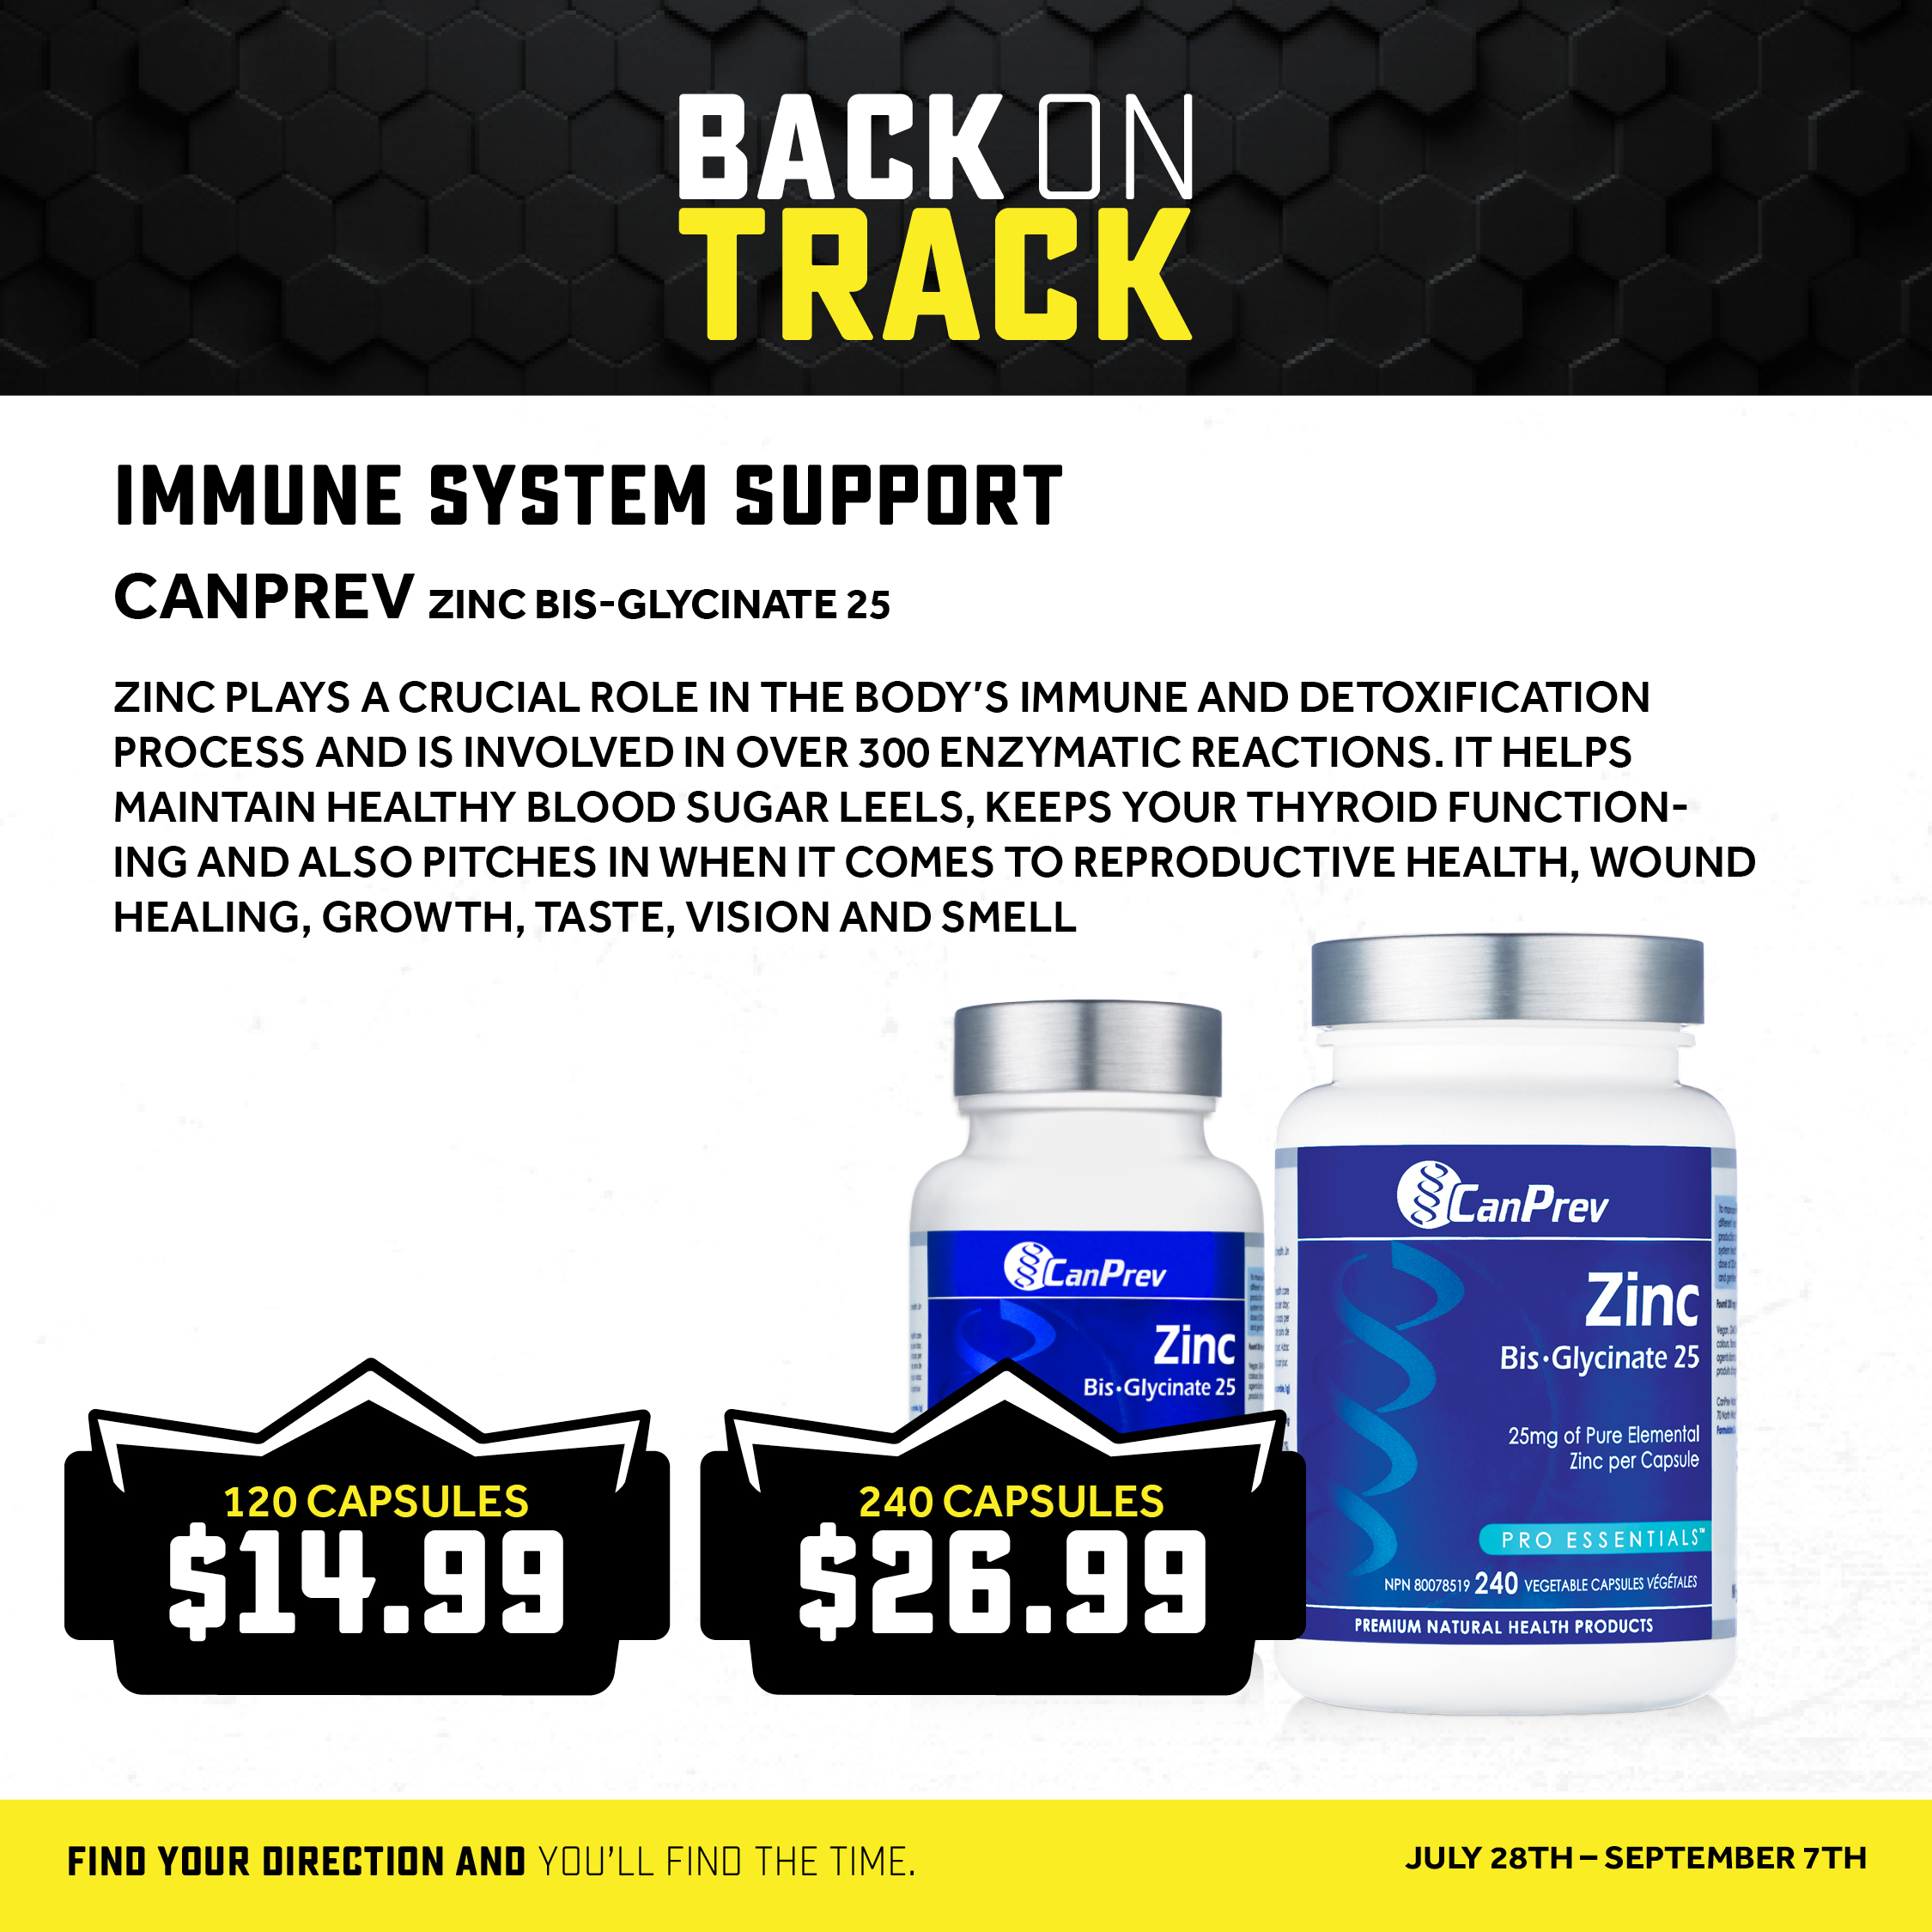 BACK ON
TRACK
IMMUNE SYSTEM SUPPORT
CANPREV ZINC BIS-GLYCINATE 25
ZINC PLAYS A CRUCIAL ROLE IN THE BODY'S IMMUNE AND DETOXIFICATION
PROCESS AND IS INVOLVED IN OVER 300 ENZYMATIC REACTIONS. IT HELPS
MAINTAIN HEALTHY BLOOD SUGAR LEELS, KEEPS YOUR THYROID FUNCTION-
ING AND ALSO PITCHES IN WHEN IT COMES TO REPRODUCTIVE HEALTH, WOUND
HEALING, GROWTH, TASTE, VISION AND SMELL
CanPrev
Zinc
Bis•Glycinate 25
CanPrev
Zinc
Bis•Glycinate 25
25mg of Pure Elemental
Zinc per Capsule
PRO ESSENTIALS™
NPN 80078519 240 VEGETABLE CAPSULES VÉGÉTALES
PREMIUM NATURAL HEALTH PRODUCTS
120 CAPSULES
$14.99
240 CAPSULES
$26.99
FIND YOUR DIRECTION AND YOU'LL FIND THE TIME.
JULY 28TH – SEPTEMBER 7TH